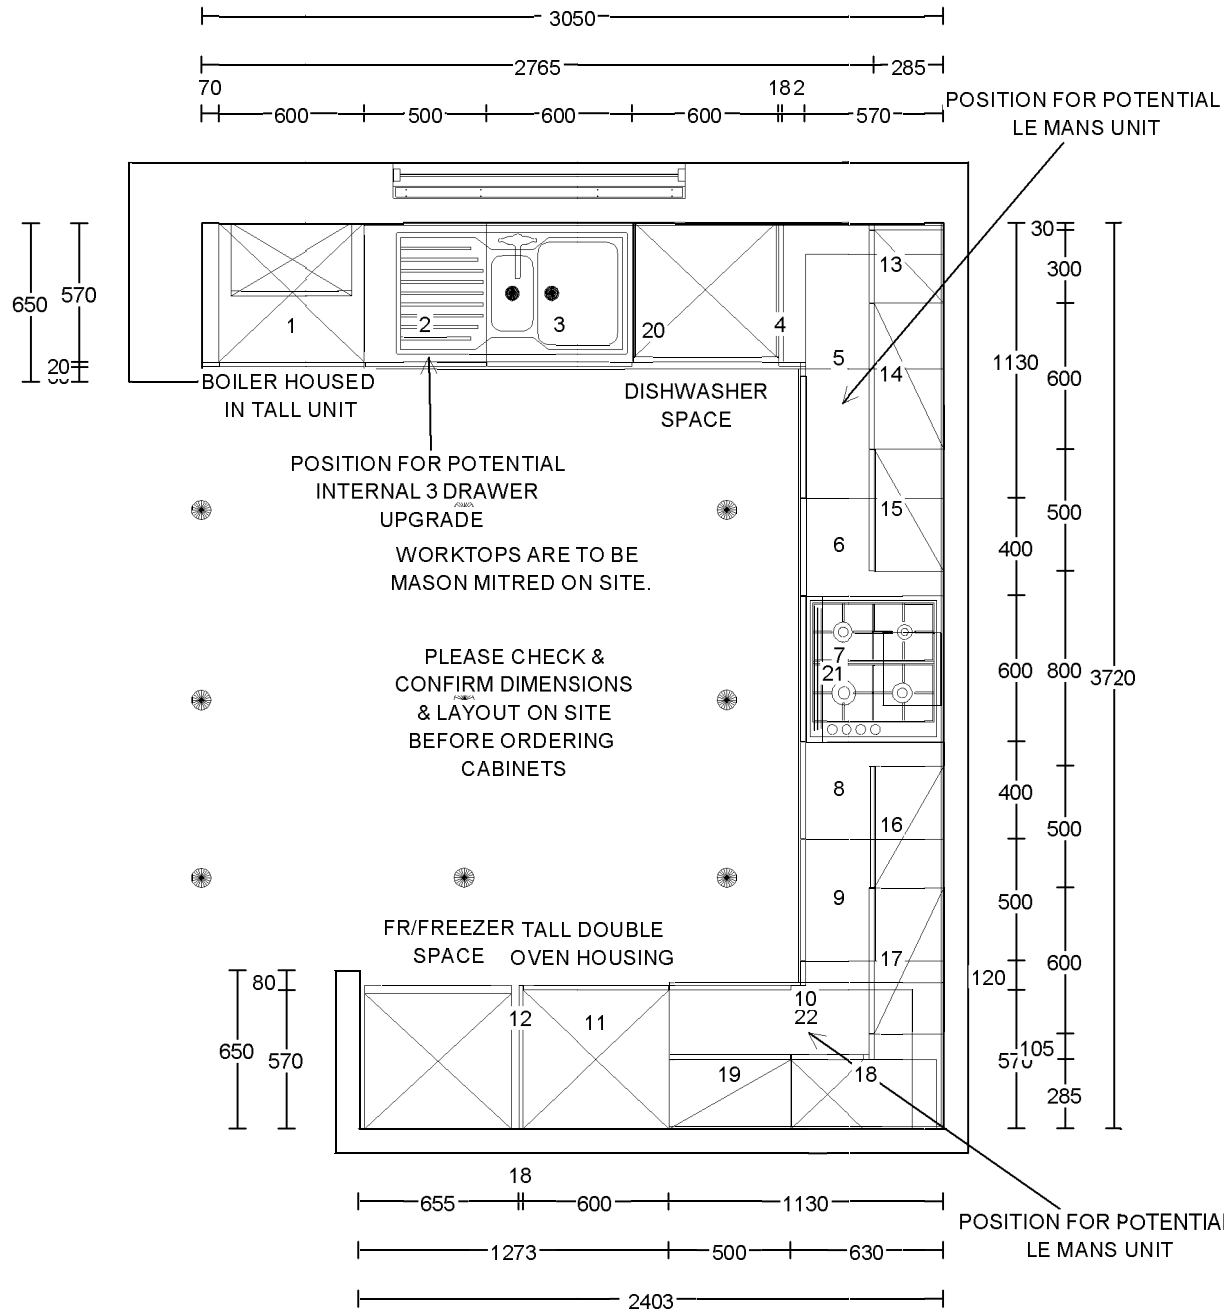 3050
2765 285
70 600 500 600 600 182 570
POSITION FOR POTENTIAL
LE MANS UNIT
650 570 20
1 2 3 20 4
BOILER HOUSED
IN TALL UNIT
DISHWASHER
SPACE
POSITION FOR POTENTIAL
INTERNAL 3 DRAWER
UPGRADE
WORKTOPS ARE TO BE
MASON MITRED ON SITE.
PLEASE CHECK &
CONFIRM DIMENSIONS
& LAYOUT ON SITE
BEFORE ORDERING
CABINETS
13
5
14
15
6
7
21
8
16
9
17
10
22
18
19
11
12
FR/FREEZER
SPACE
TALL DOUBLE
OVEN HOUSING
30
300
1130
600
500
400
600 800 3720
400
500
500
600
120
570 105
285
80
650 570
18
655 600 1130
1273 500 630
2403
POSITION FOR POTENTIAL
LE MANS UNIT